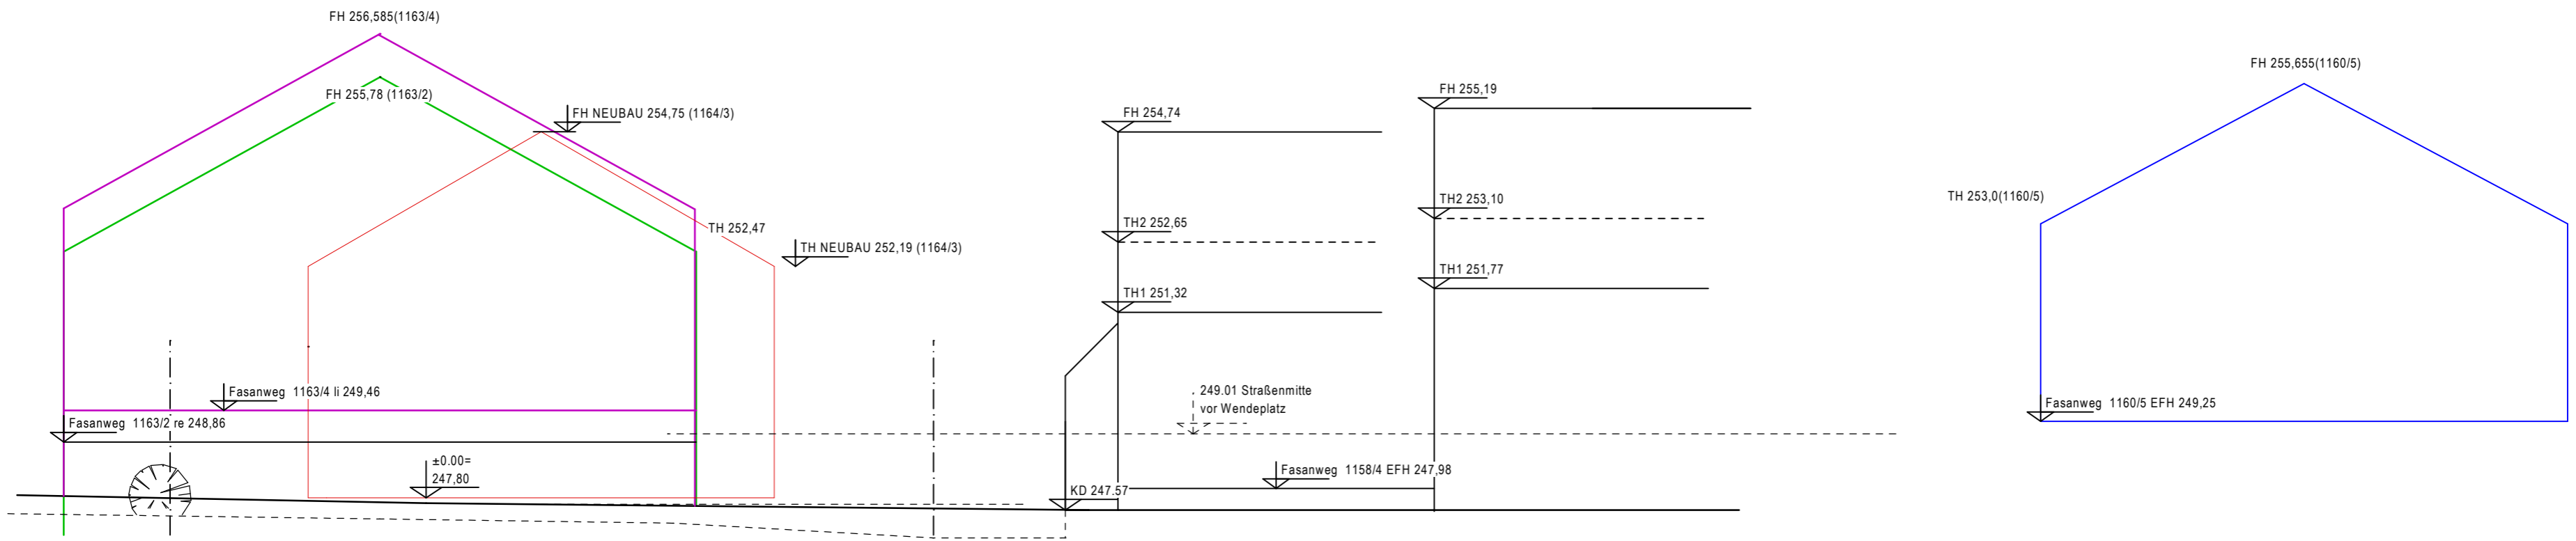 FH 256,585(1163/4)
FH 255,78 (1163/2)
FH NEUBAU 254,75 (1164/3)
TH 252,47
TH NEUBAU 252,19 (1164/3)
Fasanweg 1163/4 li 249,46
Fasanweg 1163/2 re 248,86
±0.00=
247,80
FH 254,74
TH2 252,65
TH1 251,32
KD 247.57
FH 255,19
TH2 253,10
TH1 251,77
249.01 Straßenmitte
vor Wendeplatz
Fasanweg 1158/4 EFH 247,98
FH 255,655(1160/5)
TH 253,0(1160/5)
Fasanweg 1160/5 EFH 249,25